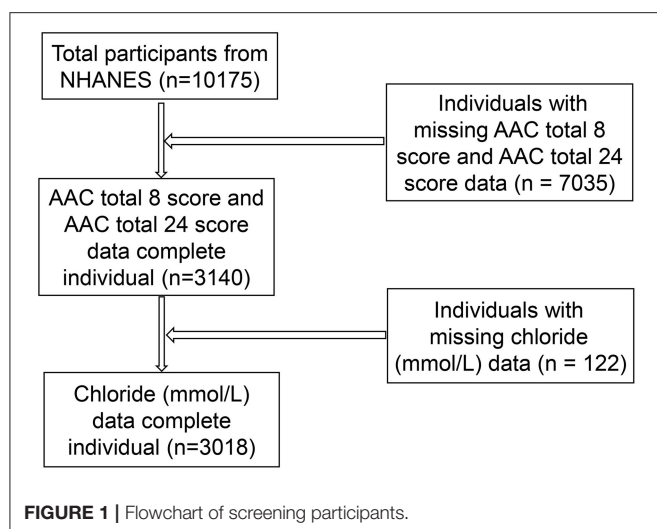 Total participants from
NHANES (n=10175)
Individuals with
missing AAC total 8
score and AAC total 24
score data (n = 7035)
AAC total 8 score and
AAC total 24 score
data complete
individual (n=3140)
Individuals with
missing chloride
(mmol/L) data (n = 122)
Chloride (mmol/L)
data complete
individual (n=3018)
FIGURE 1 | Flowchart of screening participants.